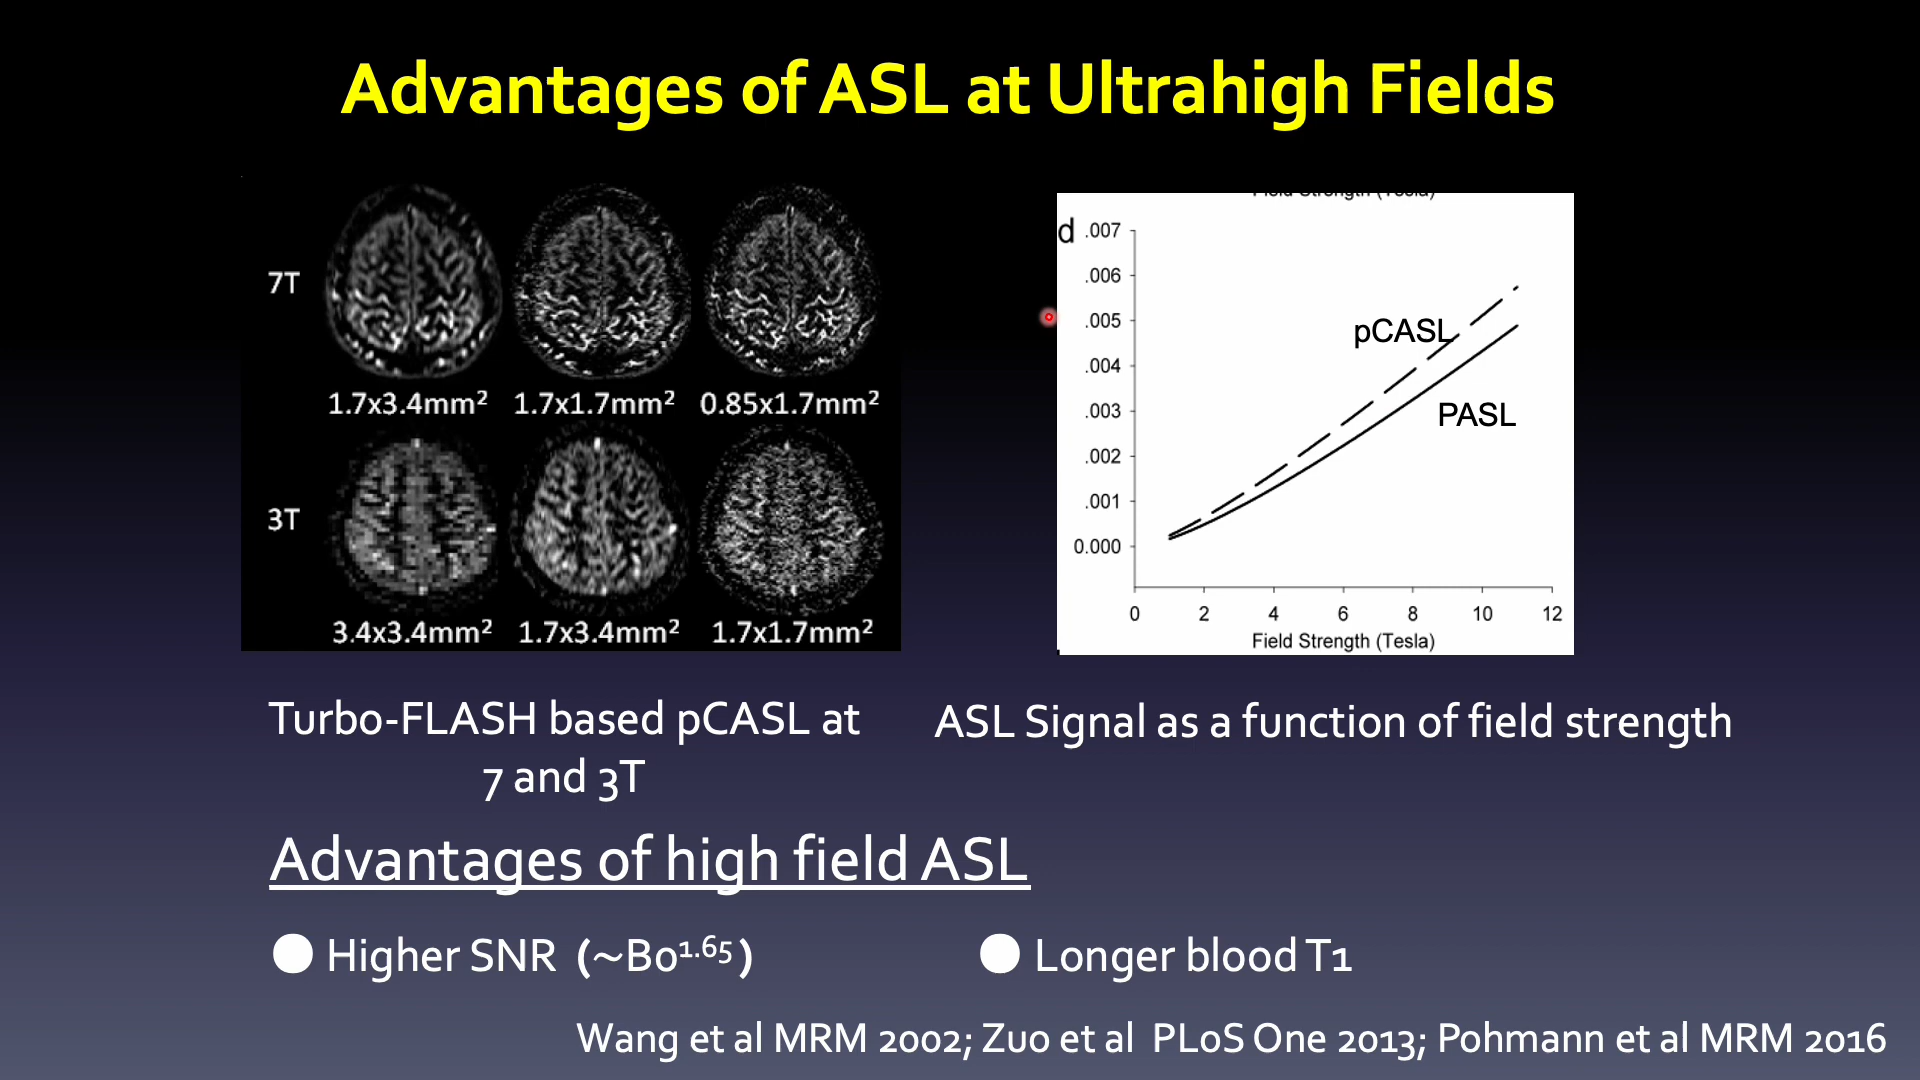 Advantages of ASL at Ultrahigh Fields
7T
1.7x3.4mm² 1.7x1.7mm² 0.85x1.7mm²
3T
3.4x3.4mm² 1.7x3.4mm² 1.7x1.7mm²
Field Strength (Tesla)
d
.007
.006
.005
.004
.003
.002
.001
0.000
pCASL
PASL
0 2 4 6 8 10 12
Field Strength (Tesla)
Turbo-FLASH based pCASL at
7 and 3T
ASL Signal as a function of field strength
Advantages of high field ASL
● Higher SNR (~B0¹·⁶⁵)
● Longer blood T1
Wang et al MRM 2002; Zuo et al PLoS One 2013; Pohmann et al MRM 2016